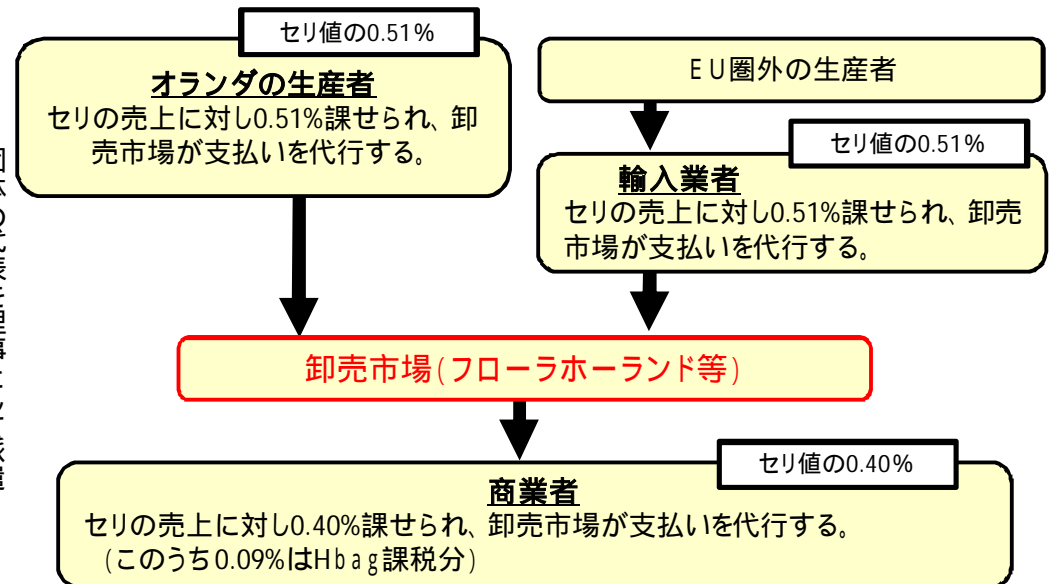 セリ値の0.51%
オランダの生産者
セリの売上に対し0.51%課せられ、卸
売市場が支払いを代行する。
EU圏外の生産者
セリ値の0.51%
輸入業者
セリの売上に対し0.51%課せられ、卸売
市場が支払いを代行する。
卸売市場(フローラホーランド等)
セリ値の0.40%
商業者
セリの売上に対し0.40%課せられ、卸売市場が支払いを代行する。
(このうち0.09%はHbag課税分)